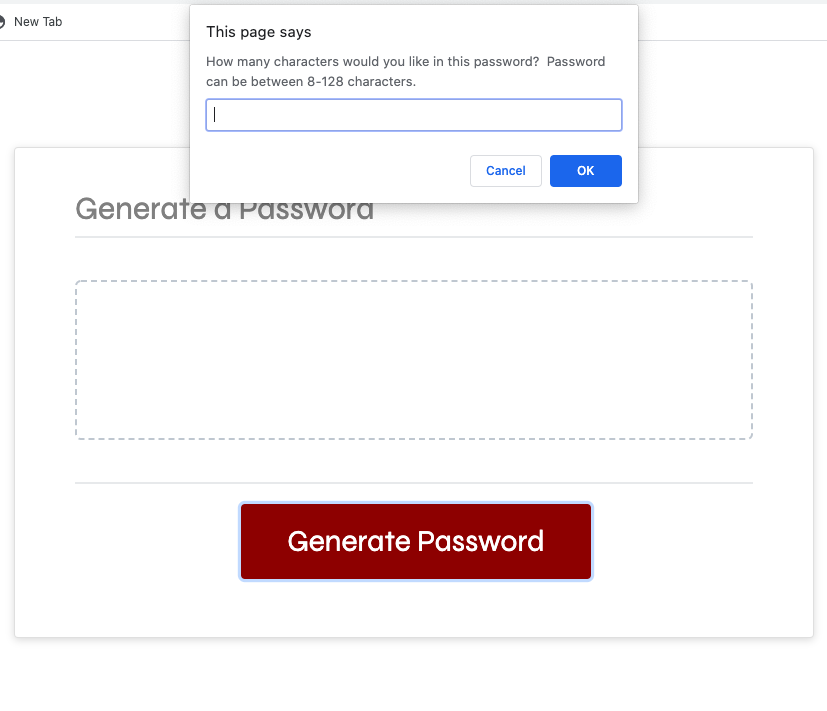 New Tab
This page says
How many characters would you like in this password?  Password
can be between 8-128 characters.
Cancel
OK
Generate a Password
Generate Password